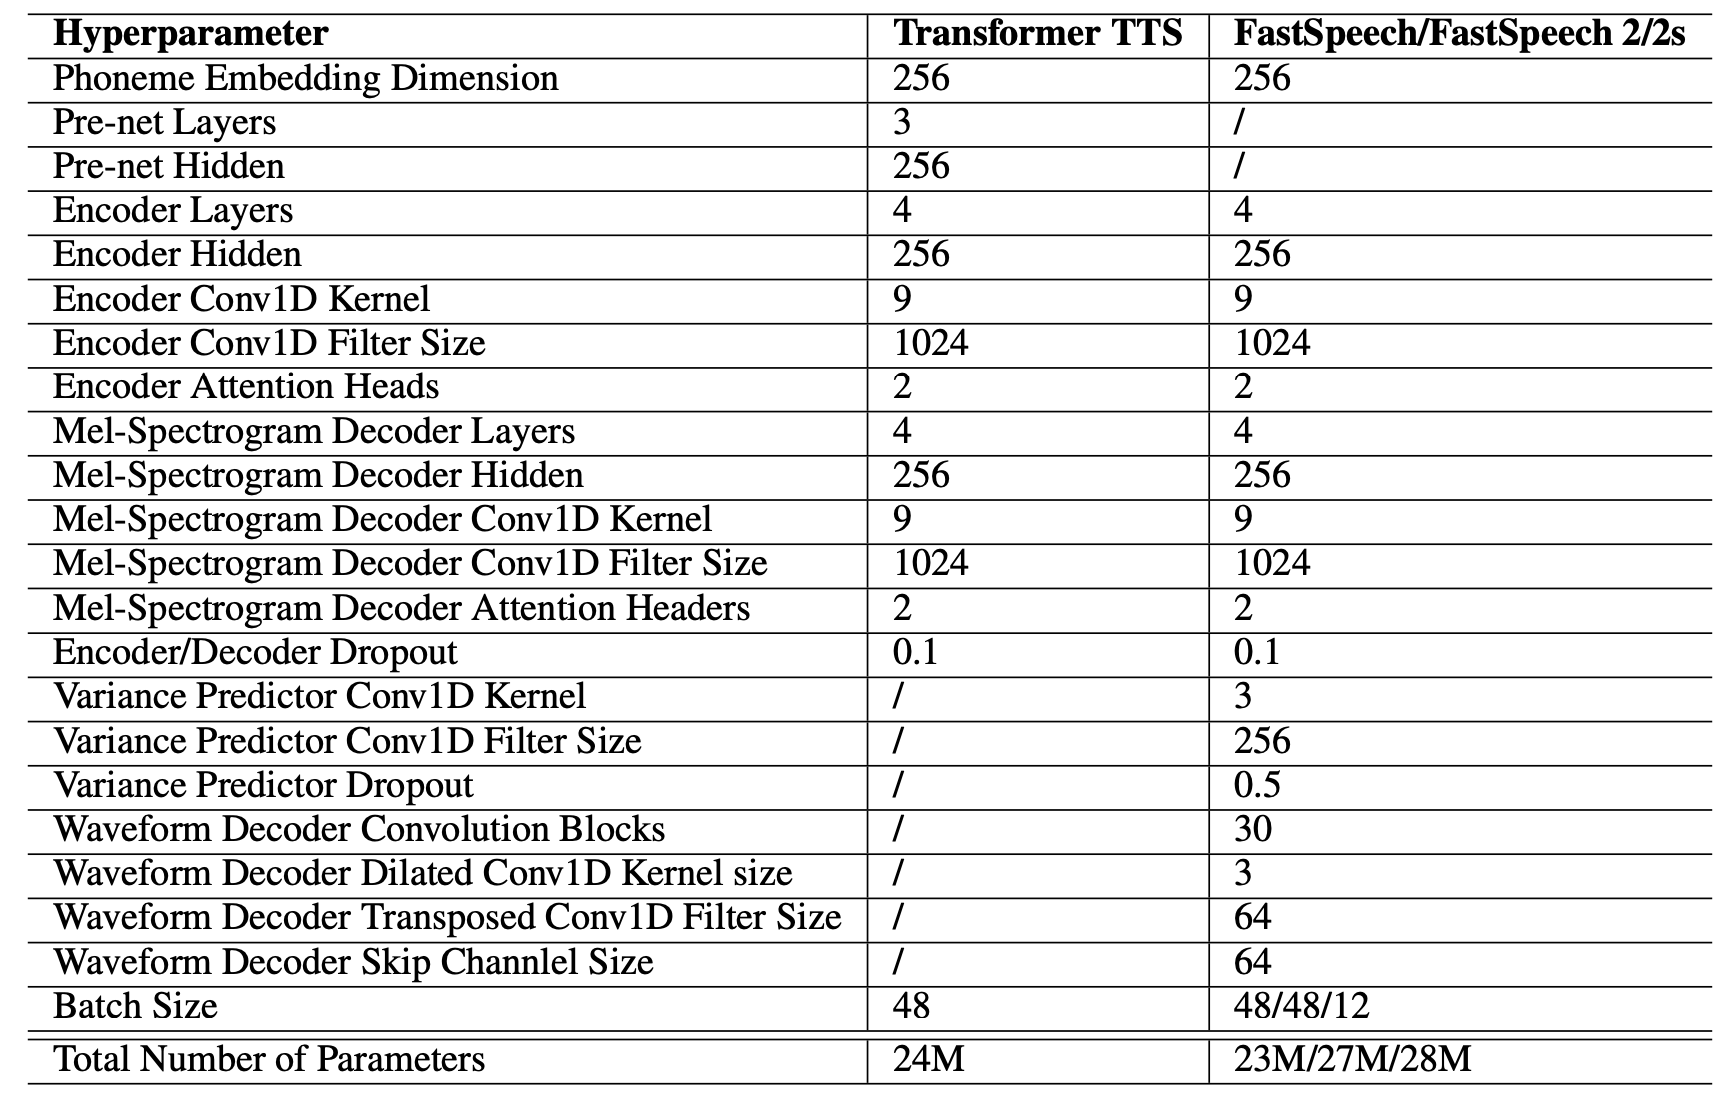 Hyperparameter Transformer TTS FastSpeech/FastSpeech 2/2s
Phoneme Embedding Dimension 256 256
Pre-net Layers 3 /
Pre-net Hidden 256 /
Encoder Layers 4 4
Encoder Hidden 256 256
Encoder Conv1D Kernel 9 9
Encoder Conv1D Filter Size 1024 1024
Encoder Attention Heads 2 2
Mel-Spectrogram Decoder Layers 4 4
Mel-Spectrogram Decoder Hidden 256 256
Mel-Spectrogram Decoder Conv1D Kernel 9 9
Mel-Spectrogram Decoder Conv1D Filter Size 1024 1024
Mel-Spectrogram Decoder Attention Headers 2 2
Encoder/Decoder Dropout 0.1 0.1
Variance Predictor Conv1D Kernel / 3
Variance Predictor Conv1D Filter Size / 256
Variance Predictor Dropout / 0.5
Waveform Decoder Convolution Blocks / 30
Waveform Decoder Dilated Conv1D Kernel size / 3
Waveform Decoder Transposed Conv1D Filter Size / 64
Waveform Decoder Skip Channlel Size / 64
Batch Size 48 48/48/12
Total Number of Parameters 24M 23M/27M/28M